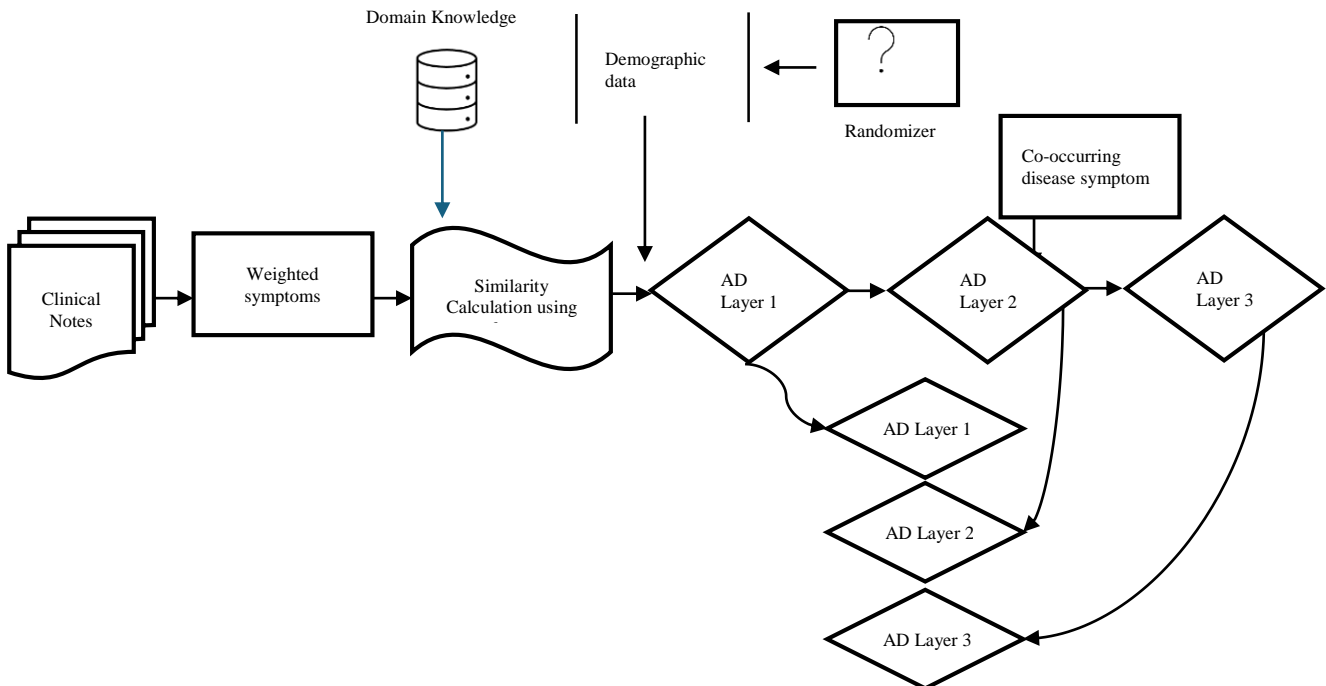 Domain Knowledge
Demographic
data
?
Randomizer
Co-occurring
disease symptom
Clinical
Notes
Weighted
symptoms
Similarity
Calculation using
AD
Layer 1
AD
Layer 2
AD
Layer 3
AD Layer 1
AD Layer 2
AD Layer 3